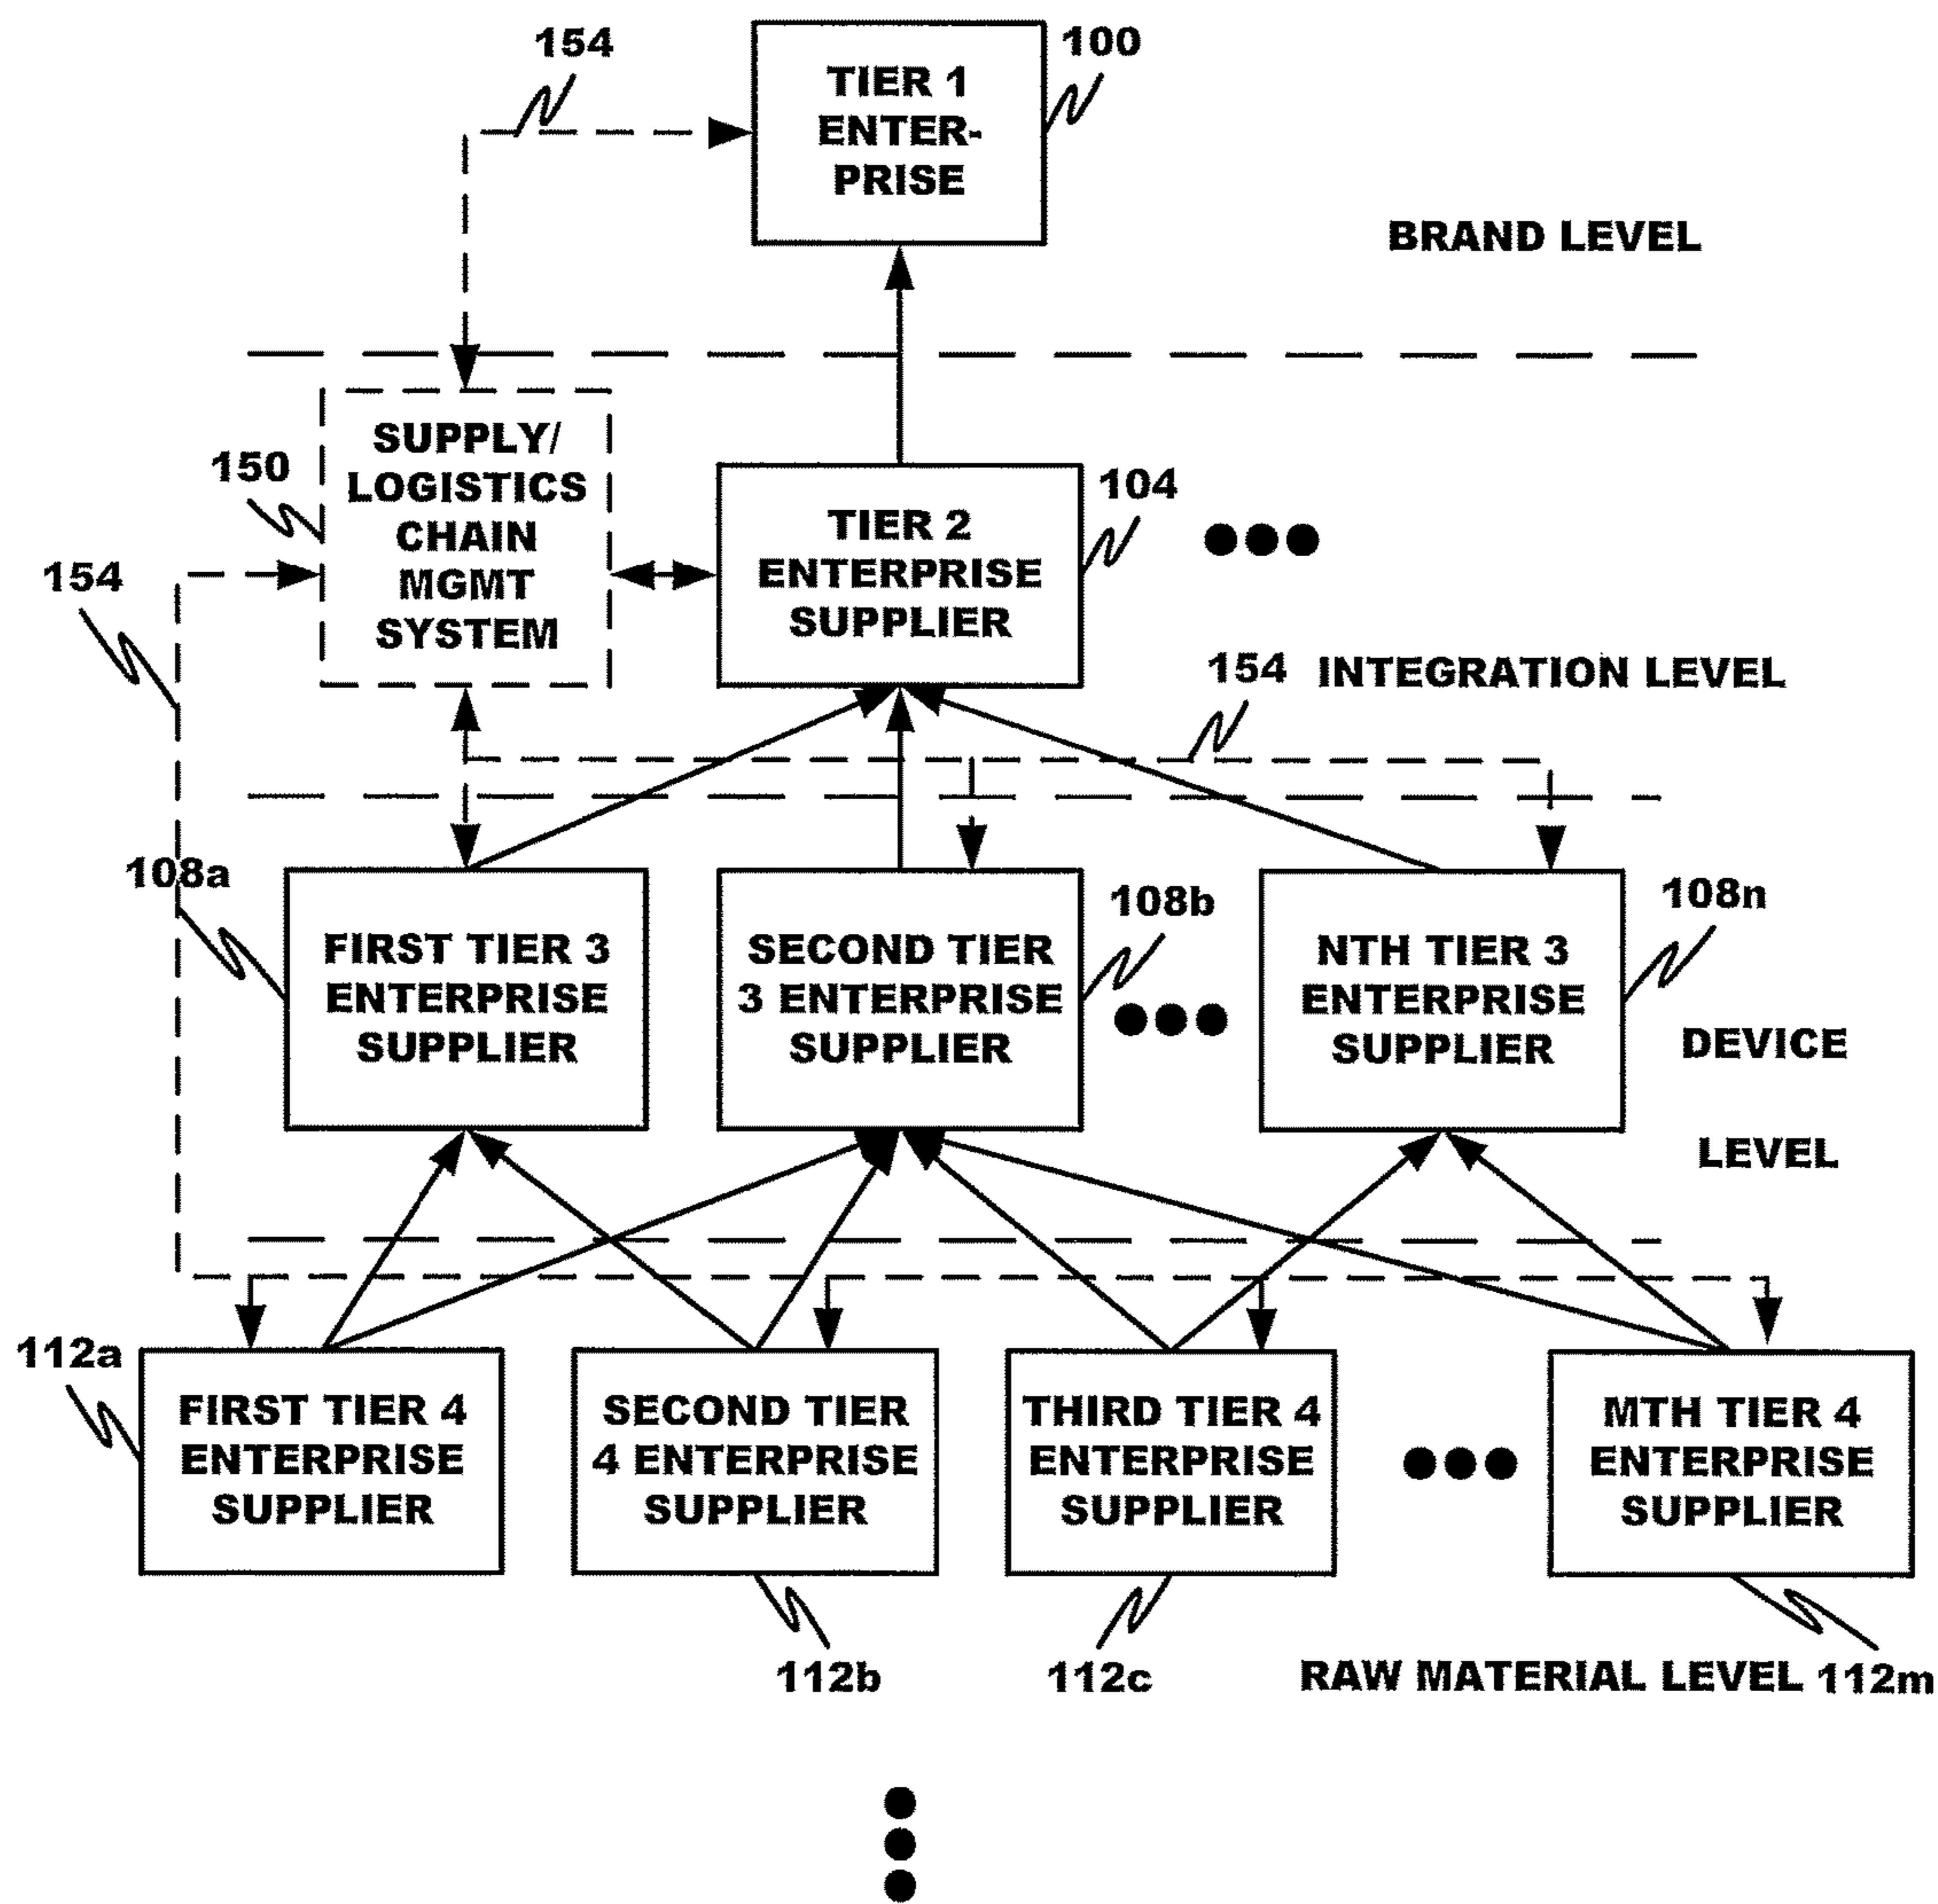 154
100
TIER 1
ENTER-
PRISE
BRAND LEVEL
SUPPLY/
LOGISTICS
CHAIN
MGMT
SYSTEM
150
104
TIER 2
ENTERPRISE
SUPPLIER
154
154
INTEGRATION LEVEL
108a
FIRST TIER 3
ENTERPRISE
SUPPLIER
SECOND TIER
3 ENTERPRISE
SUPPLIER
108b
NTH TIER 3
ENTERPRISE
SUPPLIER
108n
DEVICE
LEVEL
112a
FIRST TIER 4
ENTERPRISE
SUPPLIER
SECOND TIER
4 ENTERPRISE
SUPPLIER
THIRD TIER 4
ENTERPRISE
SUPPLIER
MTH TIER 4
ENTERPRISE
SUPPLIER
112b
112c
RAW MATERIAL LEVEL
112m